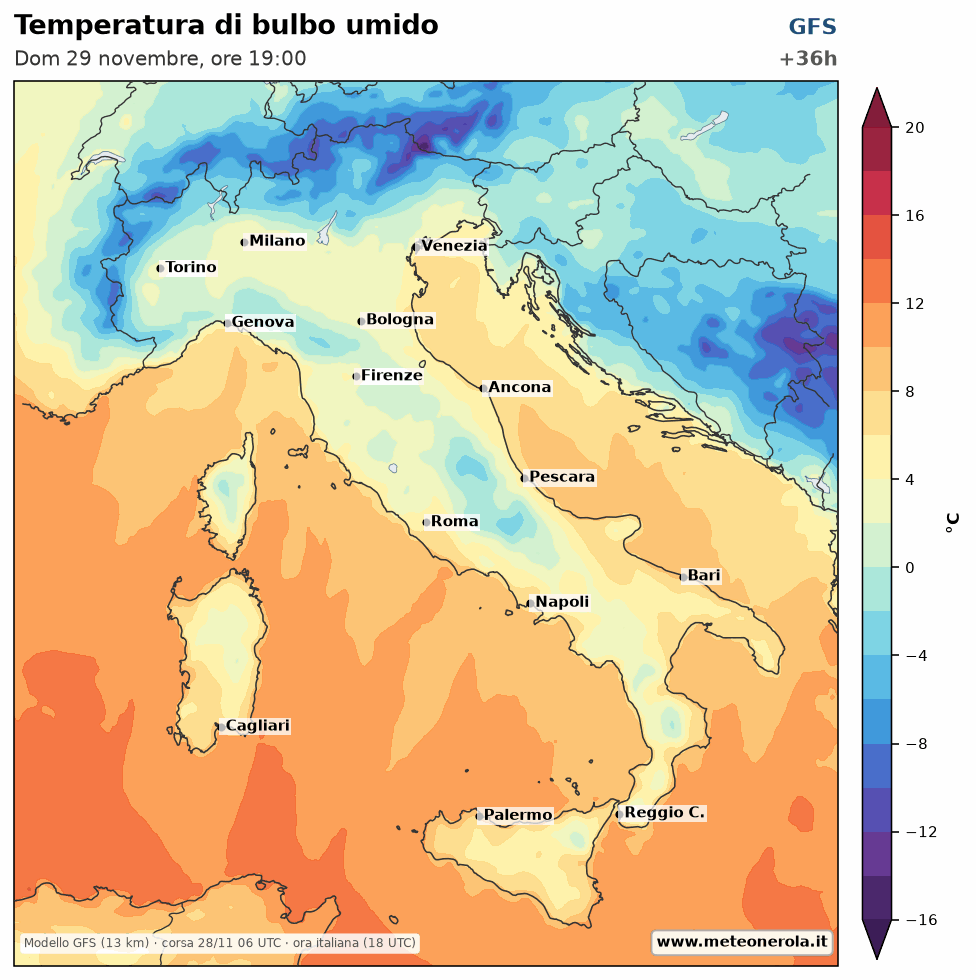 Temperatura di bulbo umido
GFS
Dom 29 novembre, ore 19:00
+36h
Milano
Venezia
Torino
Genova
Bologna
Firenze
Ancona
Pescara
Roma
Bari
Napoli
Cagliari
Palermo
Reggio C.
20
16
12
8
4
0
−4
−8
−12
−16
°C
Modello GFS (13 km) · corsa 28/11 06 UTC · ora italiana (18 UTC)
www.meteonerola.it